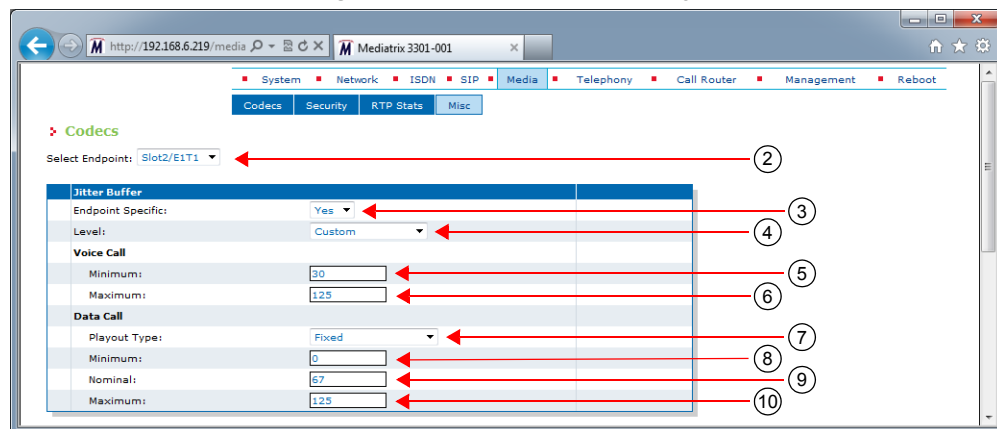 http://192.168.6.219/media
Mediatrix 3301-001
System Network ISDN SIP Media Telephony Call Router Management Reboot
Codecs Security RTP Stats Misc
Codecs
Select Endpoint: Slot2/E1T1 2
Jitter Buffer
Endpoint Specific: Yes 3
Level: Custom 4
Voice Call
Minimum: 30 5
Maximum: 125 6
Data Call
Playout Type: Fixed 7
Minimum: 0 8
Nominal: 67 9
Maximum: 125 10